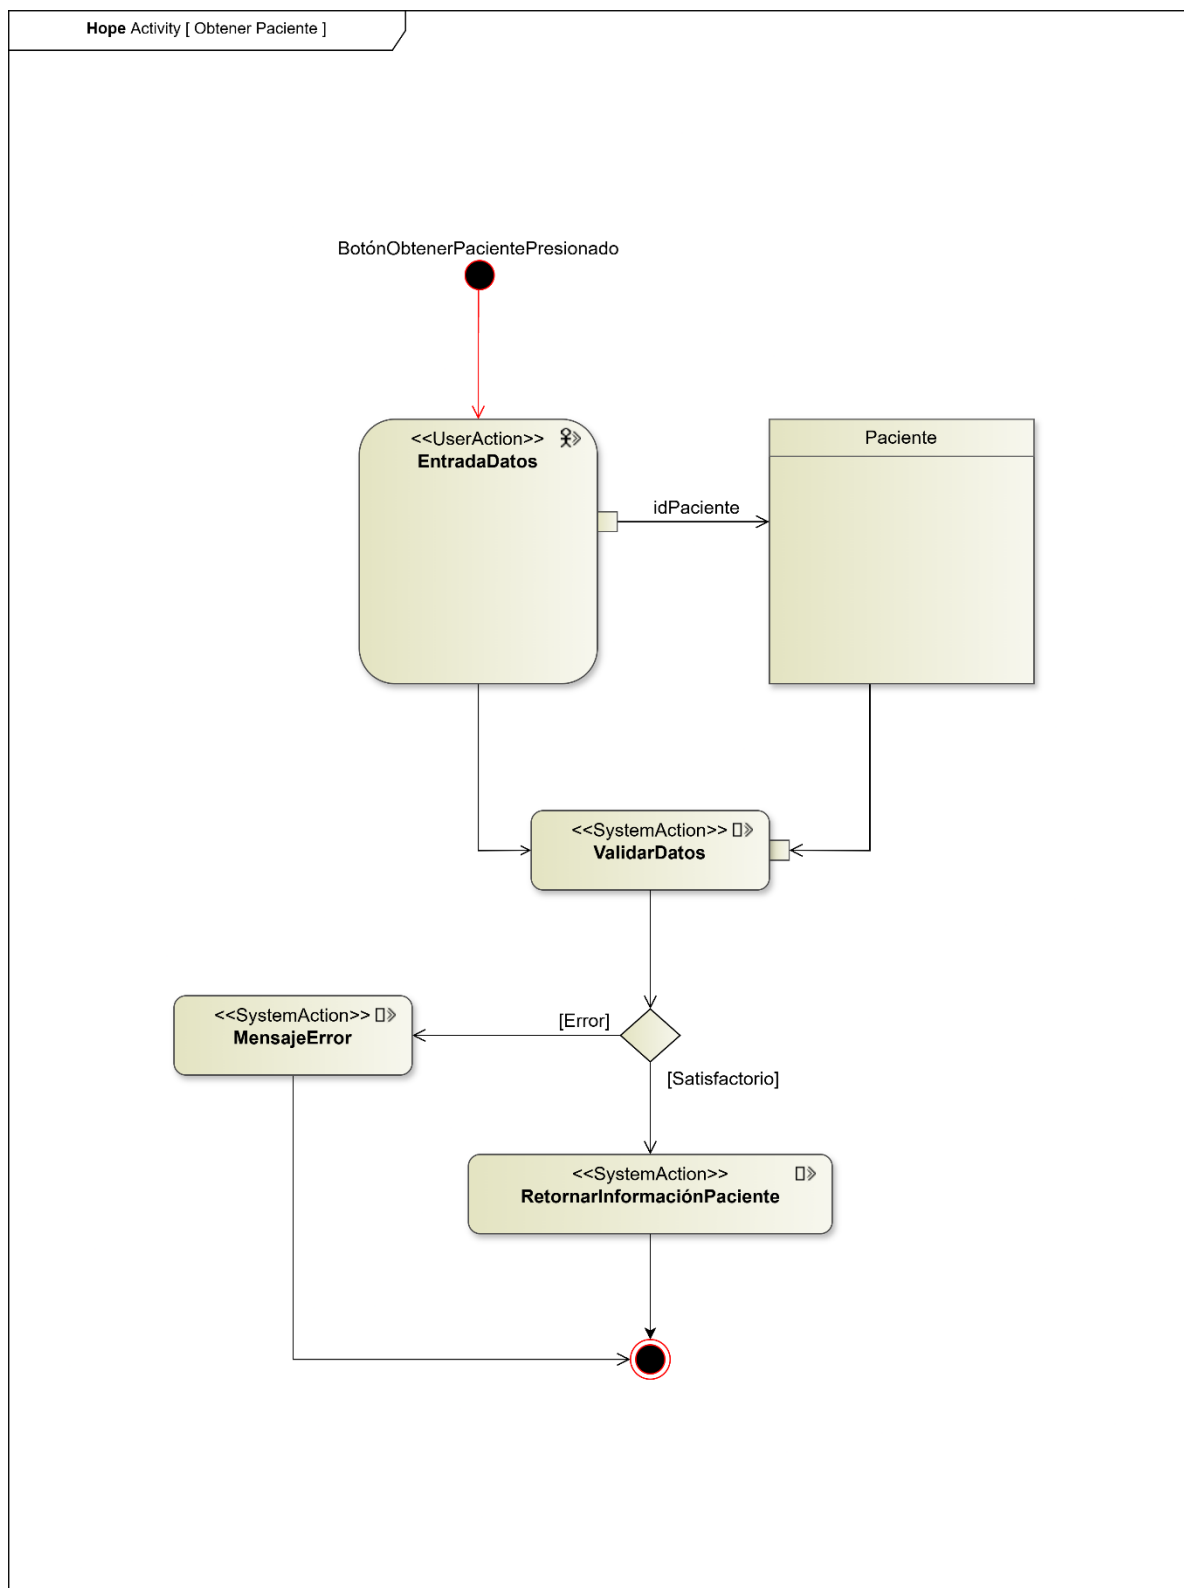 Hope Activity [ Obtener Paciente ]
BotónObtenerPacientePresionado
<<UserAction>>
EntradaDatos
idPaciente
Paciente
<<SystemAction>>
ValidarDatos
<<SystemAction>>
MensajeError
[Error]
[Satisfactorio]
<<SystemAction>>
RetornarInformaciónPaciente